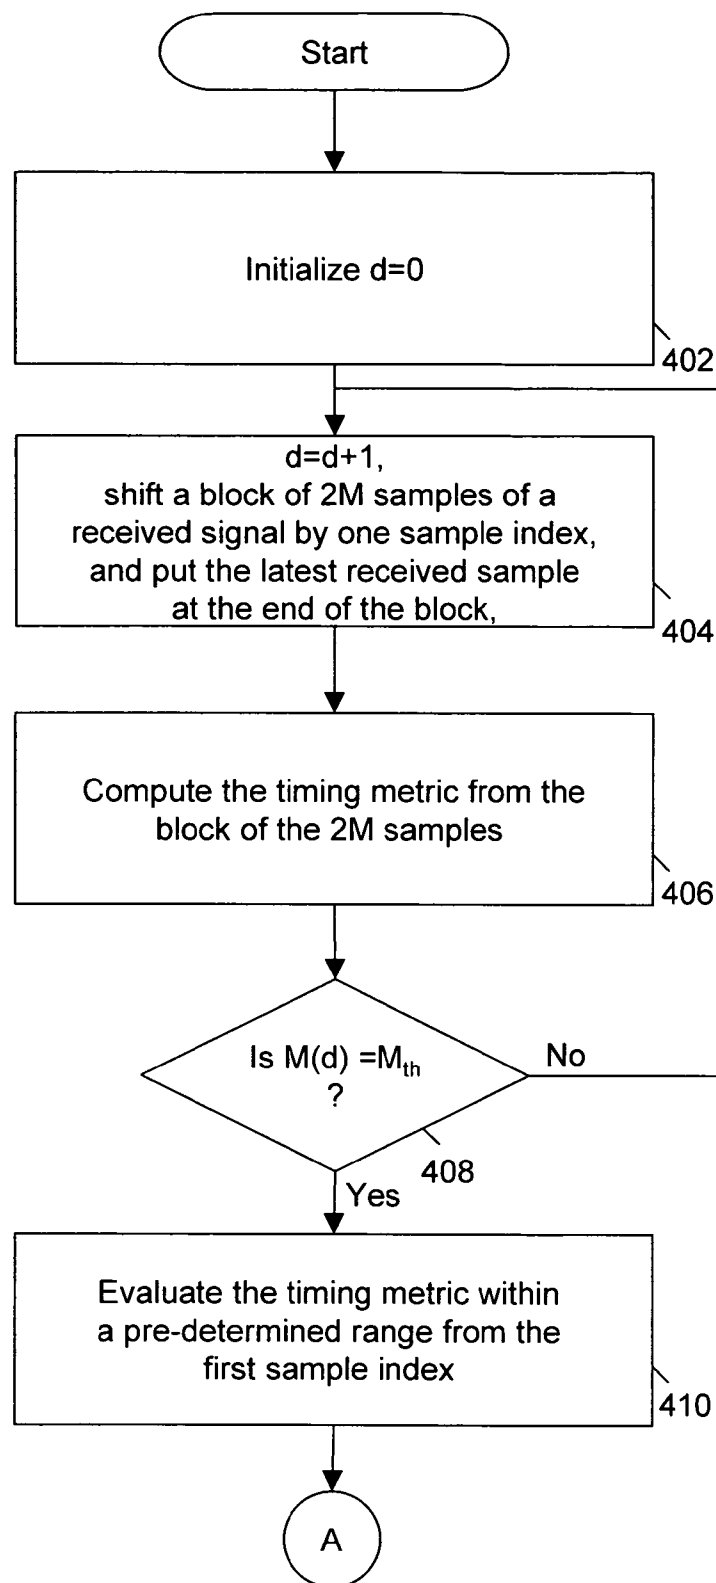 Start
Initialize d=0
402
d=d+1,
shift a block of 2M samples of a
received signal by one sample index,
and put the latest received sample
at the end of the block,
404
Compute the timing metric from the
block of the 2M samples
406
Is M(d) =Mth
?
No
408
Yes
Evaluate the timing metric within
a pre-determined range from the
first sample index
410
A